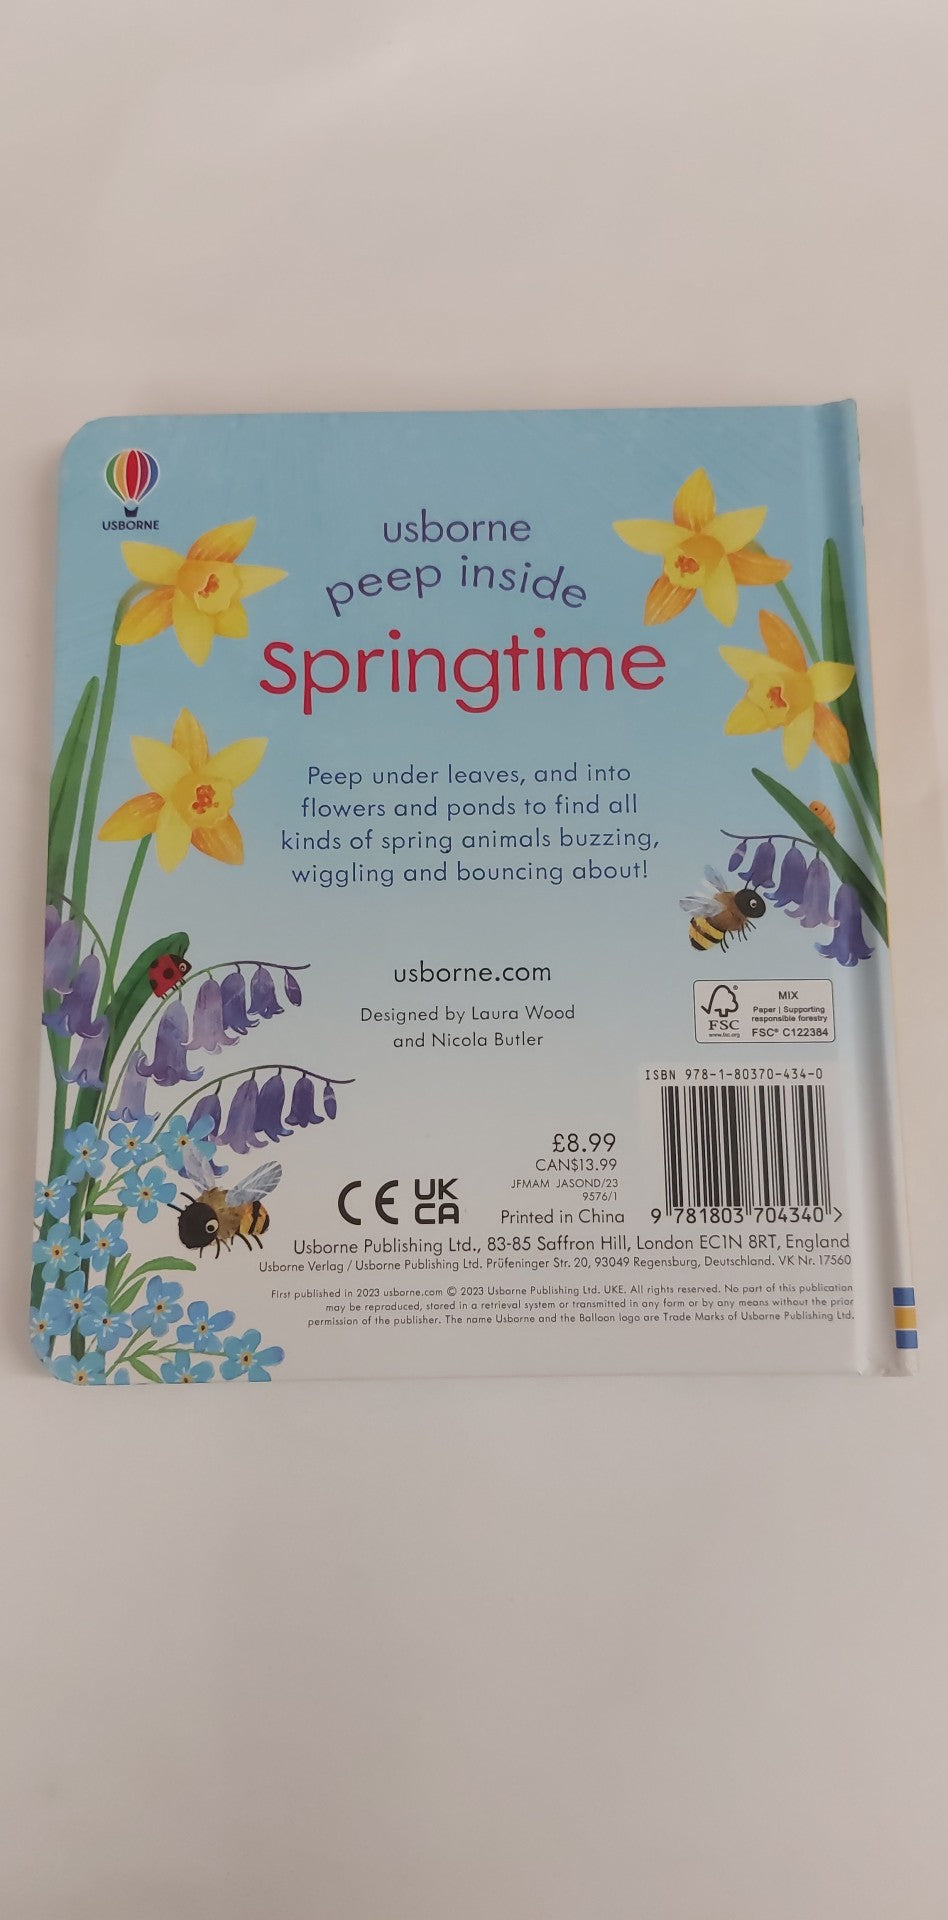 USBORNE
usborne
peep inside
Springtime
Peep under leaves, and into
flowers and ponds to find all
kinds of spring animals buzzing,
wiggling and bouncing about!
usborne.com
Designed by Laura Wood
and Nicola Butler
FSC
www.fsc.org
MIX
Paper | Supporting
responsible forestry
FSC® C122384
ISBN 978-1-80370-434-0
£8.99
CAN$13.99
JFMAM JASOND/23
9576/1
Printed in China
CE UK
CA
9 781803 704340 >
Usborne Publishing Ltd., 83-85 Saffron Hill, London EC1N 8RT, England
Usborne Verlag / Usborne Publishing Ltd. Prüfeninger Str. 20, 93049 Regensburg, Deutschland. VK Nr. 17560
First published in 2023 usborne.com © 2023 Usborne Publishing Ltd. UKE. All rights reserved. No part of this publication
may be reproduced, stored in a retrieval system or transmitted in any form or by any means without the prior
permission of the publisher. The name Usborne and the Balloon logo are Trade Marks of Usborne Publishing Ltd.